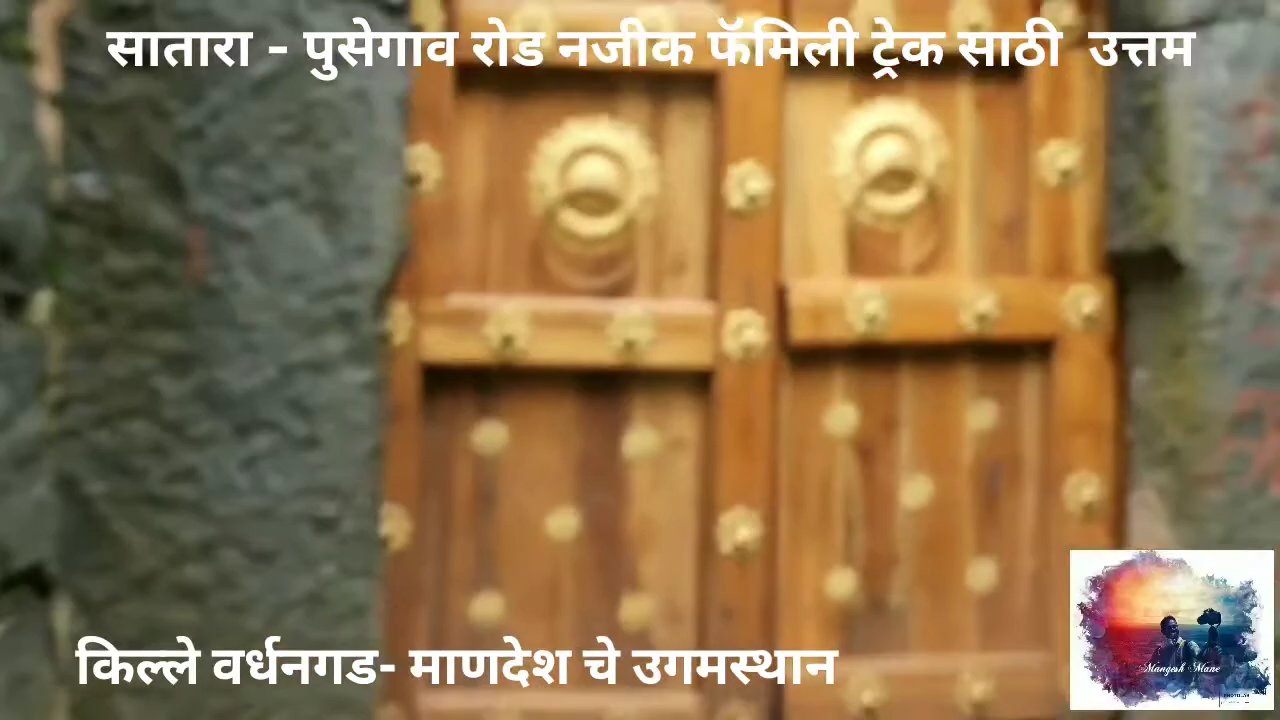 सातारा - पुसेगाव रोड नजीक फॅमिली ट्रेक साठी उत्तम
किल्ले वर्धनगड- माणदेश चे उगमस्थान
Mangesh Mane